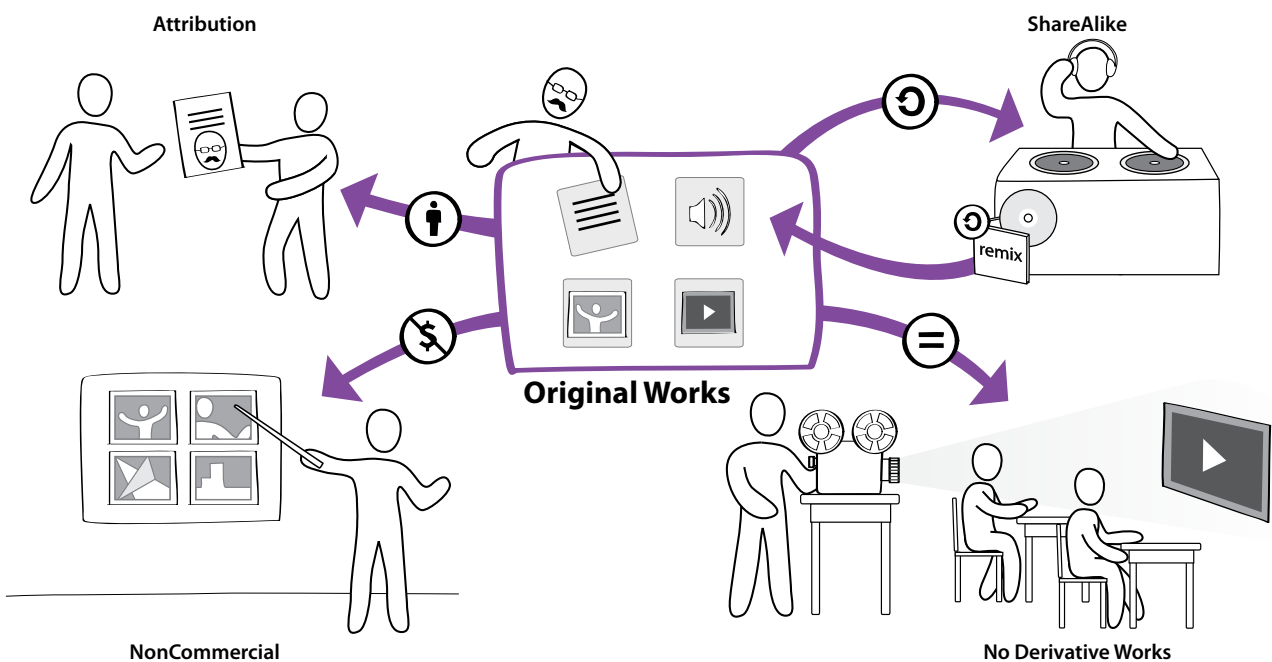 Attribution
ShareAlike
remix
$
=
Original Works
NonCommercial
No Derivative Works